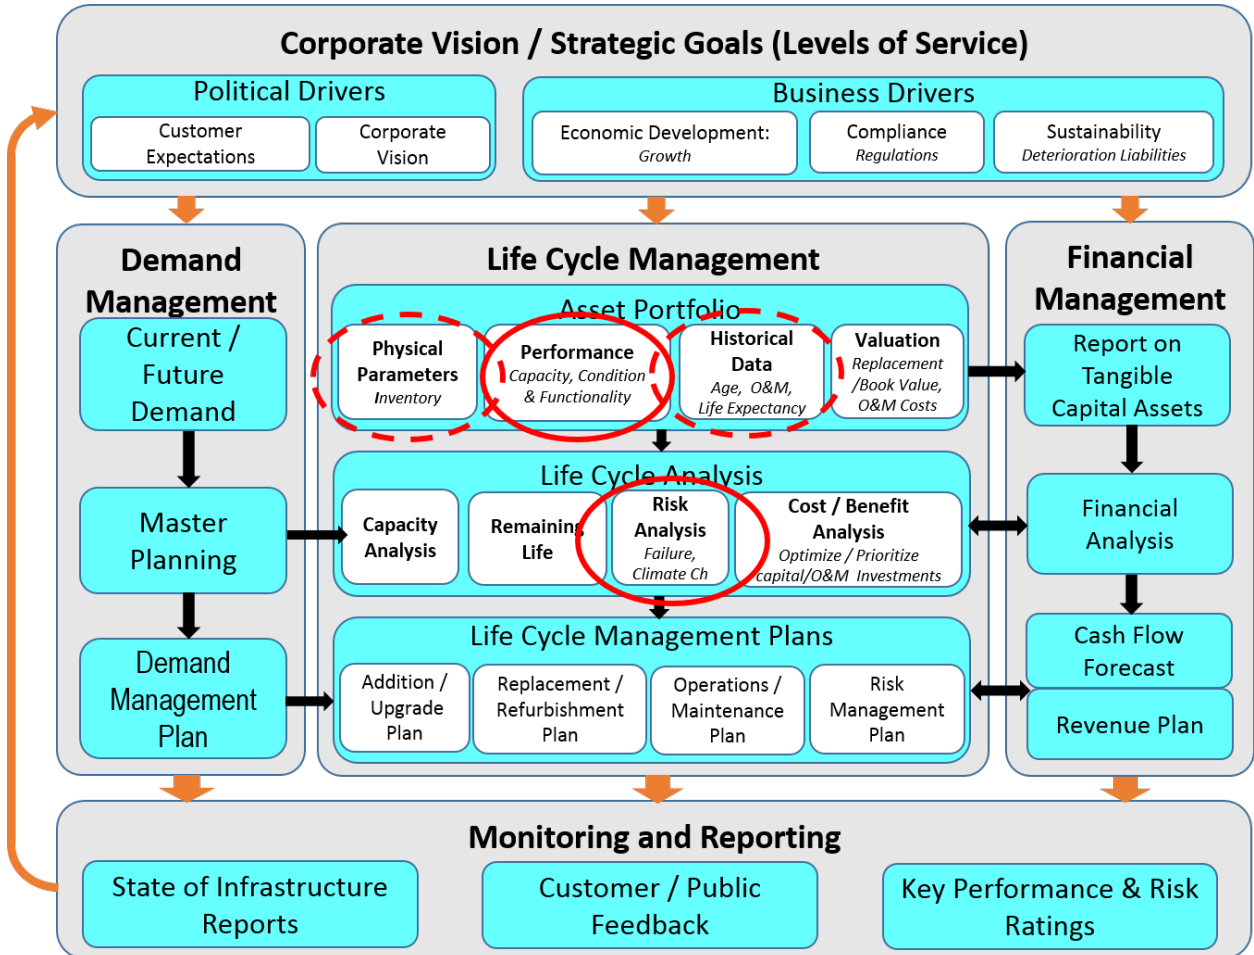 Corporate Vision / Strategic Goals (Levels of Service)
Political Drivers
Customer
Expectations
Corporate
Vision
Business Drivers
Economic Development:
Growth
Compliance
Regulations
Sustainability
Deterioration Liabilities
Demand
Management
Current /
Future
Demand
Master
Planning
Demand
Management
Plan
Life Cycle Management
Asset Portfolio
Physical
Parameters
Inventory
Performance
Capacity, Condition
& Functionality
Historical
Data
Age, O&M,
Life Expectancy
Valuation
Replacement
/Book Value,
O&M Costs
Life Cycle Analysis
Capacity
Analysis
Remaining
Life
Risk
Analysis
Failure,
Climate Ch
Cost / Benefit
Analysis
Optimize / Prioritize
capital/O&M Investments
Life Cycle Management Plans
Addition /
Upgrade
Plan
Replacement /
Refurbishment
Plan
Operations /
Maintenance
Plan
Risk
Management
Plan
Financial
Management
Report on
Tangible
Capital Assets
Financial
Analysis
Cash Flow
Forecast
Revenue Plan
Monitoring and Reporting
State of Infrastructure
Reports
Customer / Public
Feedback
Key Performance & Risk
Ratings